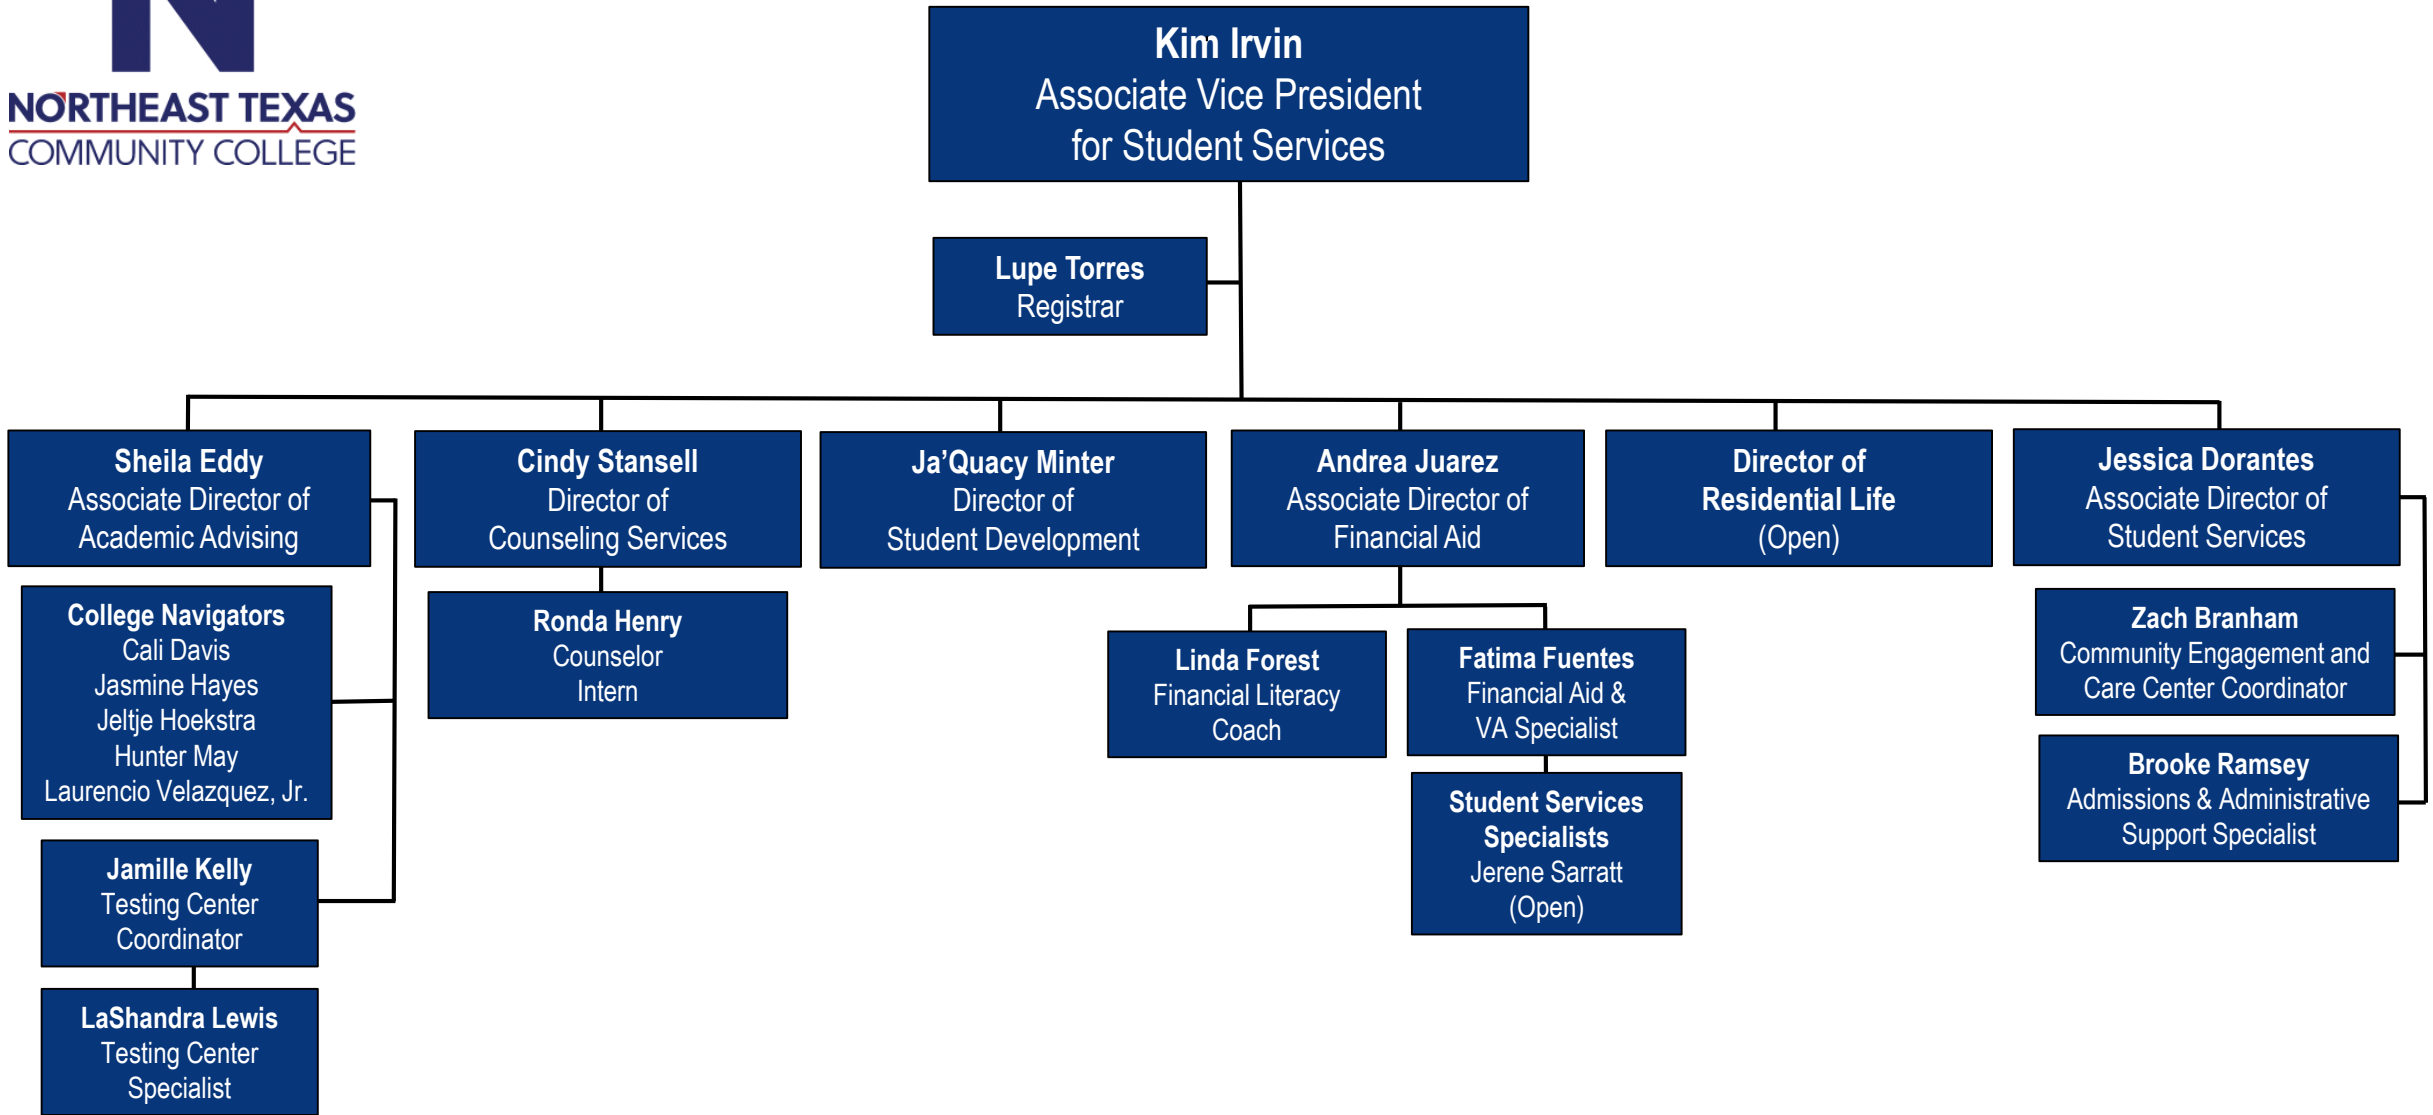 NORTHEAST TEXAS
COMMUNITY COLLEGE
Kim Irvin
Associate Vice President
for Student Services
Lupe Torres
Registrar
Sheila Eddy
Associate Director of
Academic Advising
Cindy Stansell
Director of
Counseling Services
Ja’Quacy Minter
Director of
Student Development
Andrea Juarez
Associate Director of
Financial Aid
Director of
Residential Life
(Open)
Jessica Dorantes
Associate Director of
Student Services
College Navigators
Cali Davis
Jasmine Hayes
Jeltje Hoekstra
Hunter May
Laurencio Velazquez, Jr.
Ronda Henry
Counselor
Intern
Linda Forest
Financial Literacy
Coach
Fatima Fuentes
Financial Aid &
VA Specialist
Zach Branham
Community Engagement and
Care Center Coordinator
Student Services
Specialists
Jerene Sarratt
(Open)
Brooke Ramsey
Admissions & Administrative
Support Specialist
Jamille Kelly
Testing Center
Coordinator
LaShandra Lewis
Testing Center
Specialist